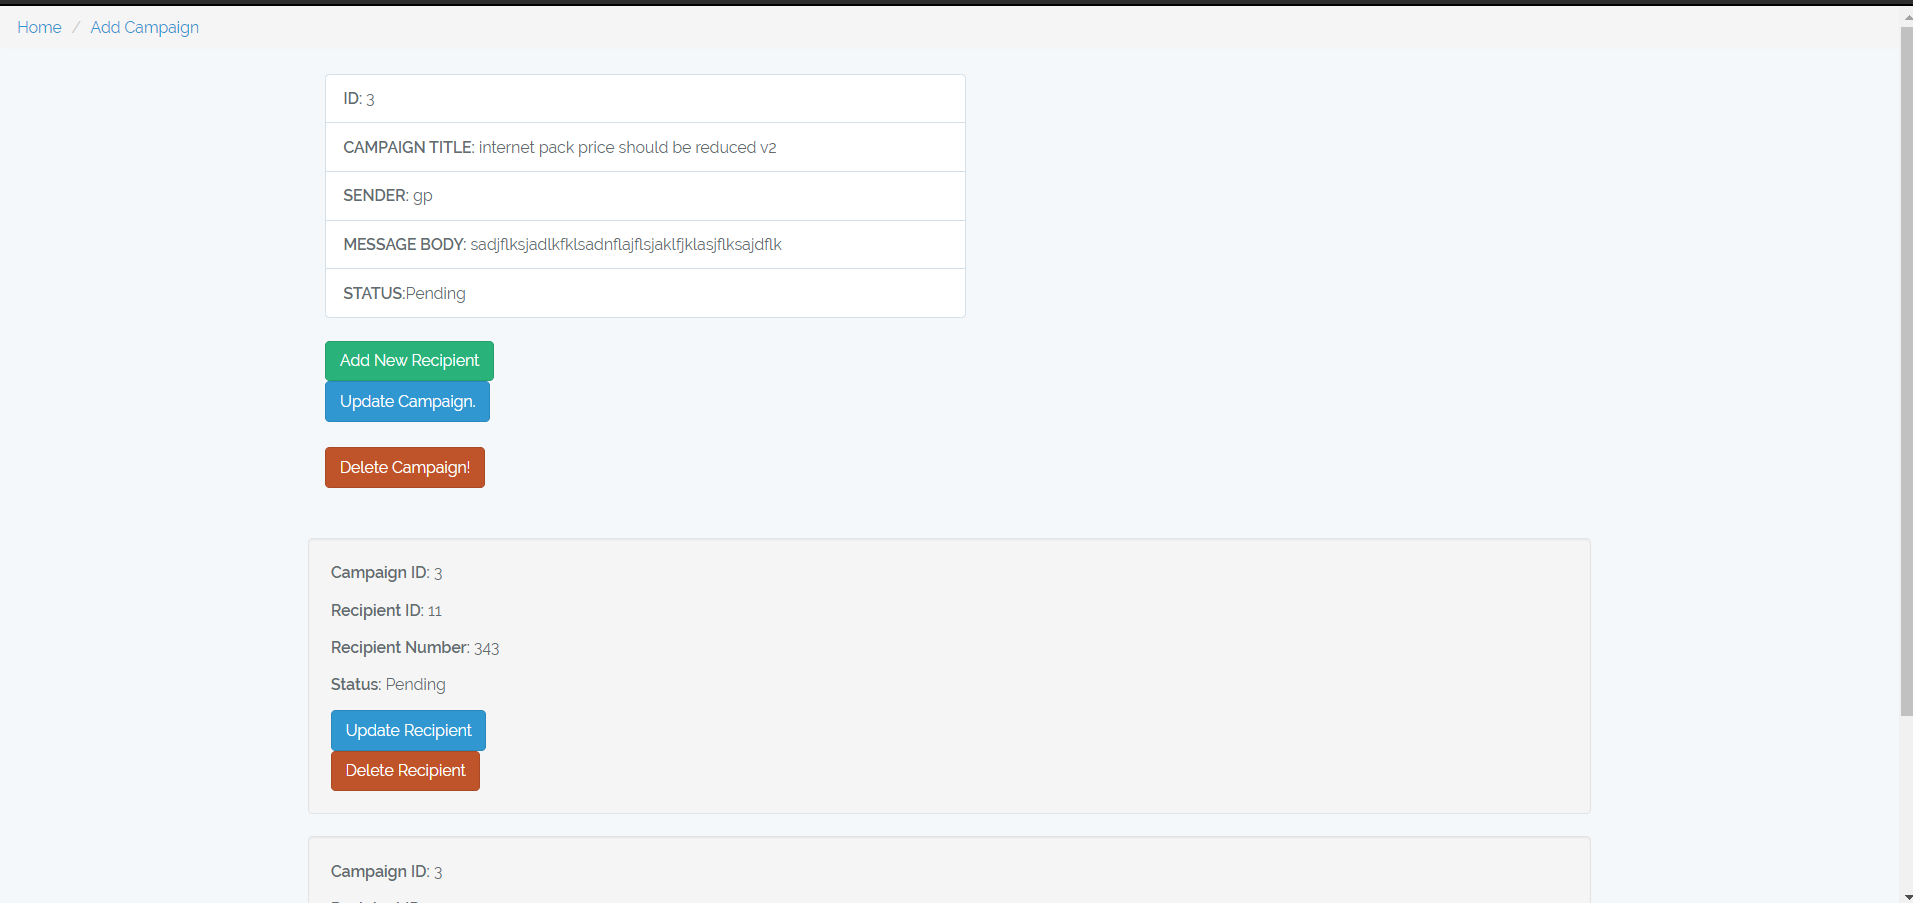 Home / Add Campaign
ID: 3
CAMPAIGN TITLE: internet pack price should be reduced v2
SENDER: gp
MESSAGE BODY: sadjflksjadlkfklsadnflajflsjaklfjklasjflksajdflk
STATUS:Pending
Add New Recipient
Update Campaign.
Delete Campaign!
Campaign ID: 3
Recipient ID: 11
Recipient Number: 343
Status: Pending
Update Recipient
Delete Recipient
Campaign ID: 3